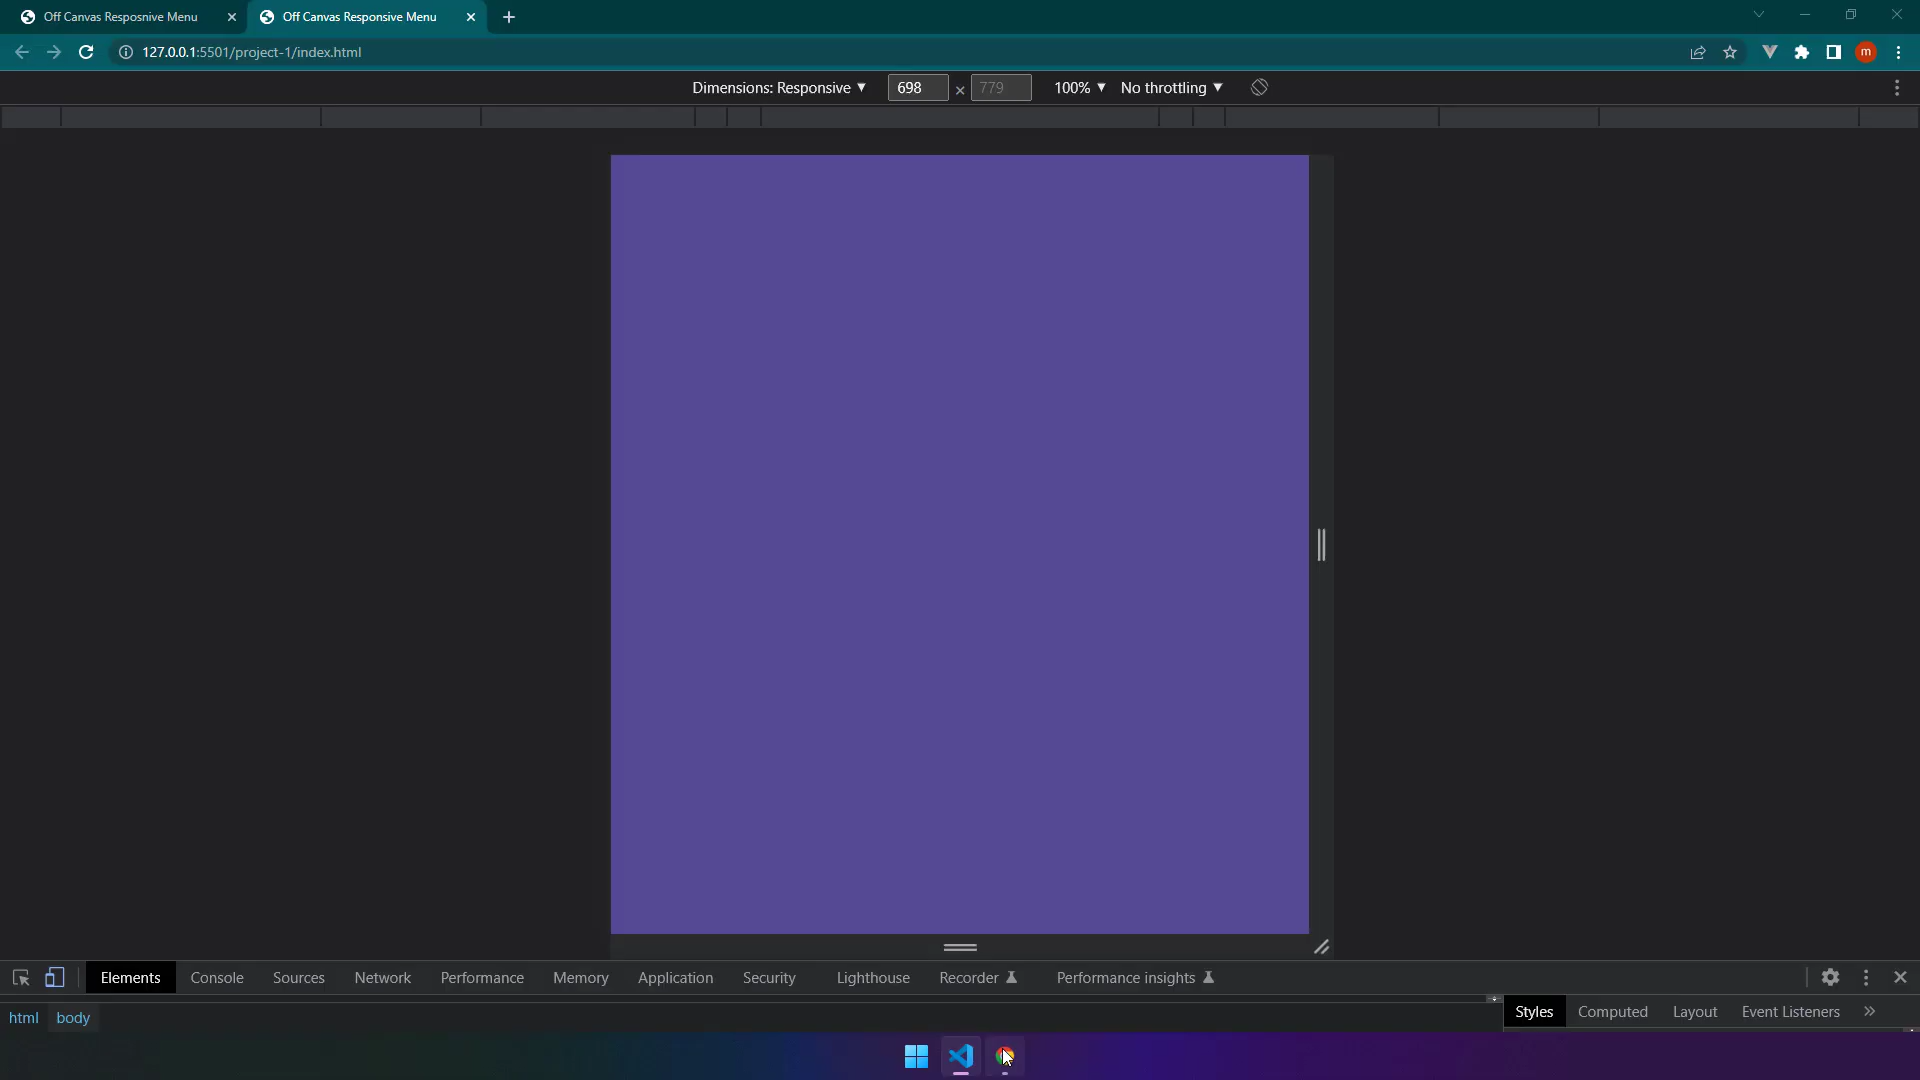 Off Canvas Resposnive Menu
Off Canvas Responsive Menu
127.0.0.1:5501/project-1/index.html
m
Dimensions: Responsive ▼ 698 × 779 100% ▼ No throttling ▼
Elements Console Sources Network Performance Memory Application Security Lighthouse Recorder Performance insights
html body
Styles Computed Layout Event Listeners »